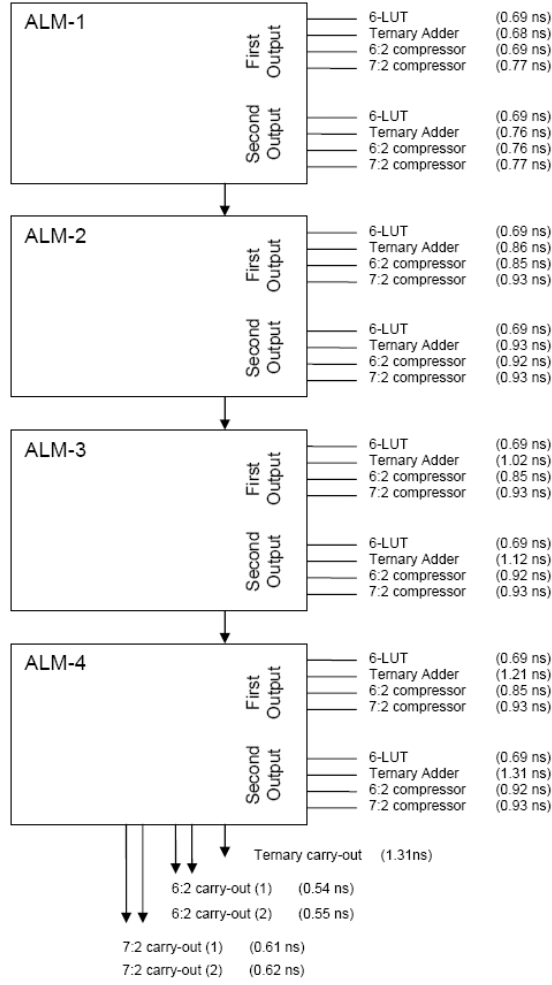 ALM-1
First Output
6-LUT (0.69 ns)
Ternary Adder (0.68 ns)
6:2 compressor (0.69 ns)
7:2 compressor (0.77 ns)
Second Output
6-LUT (0.69 ns)
Ternary Adder (0.76 ns)
6:2 compressor (0.76 ns)
7:2 compressor (0.77 ns)
ALM-2
First Output
6-LUT (0.69 ns)
Ternary Adder (0.86 ns)
6:2 compressor (0.85 ns)
7:2 compressor (0.93 ns)
Second Output
6-LUT (0.69 ns)
Ternary Adder (0.93 ns)
6:2 compressor (0.92 ns)
7:2 compressor (0.93 ns)
ALM-3
First Output
6-LUT (0.69 ns)
Ternary Adder (1.02 ns)
6:2 compressor (0.85 ns)
7:2 compressor (0.93 ns)
Second Output
6-LUT (0.69 ns)
Ternary Adder (1.12 ns)
6:2 compressor (0.92 ns)
7:2 compressor (0.93 ns)
ALM-4
First Output
6-LUT (0.69 ns)
Ternary Adder (1.21 ns)
6:2 compressor (0.85 ns)
7:2 compressor (0.93 ns)
Second Output
6-LUT (0.69 ns)
Ternary Adder (1.31 ns)
6:2 compressor (0.92 ns)
7:2 compressor (0.93 ns)
Ternary carry-out (1.31ns)
6:2 carry-out (1) (0.54 ns)
6:2 carry-out (2) (0.55 ns)
7:2 carry-out (1) (0.61 ns)
7:2 carry-out (2) (0.62 ns)